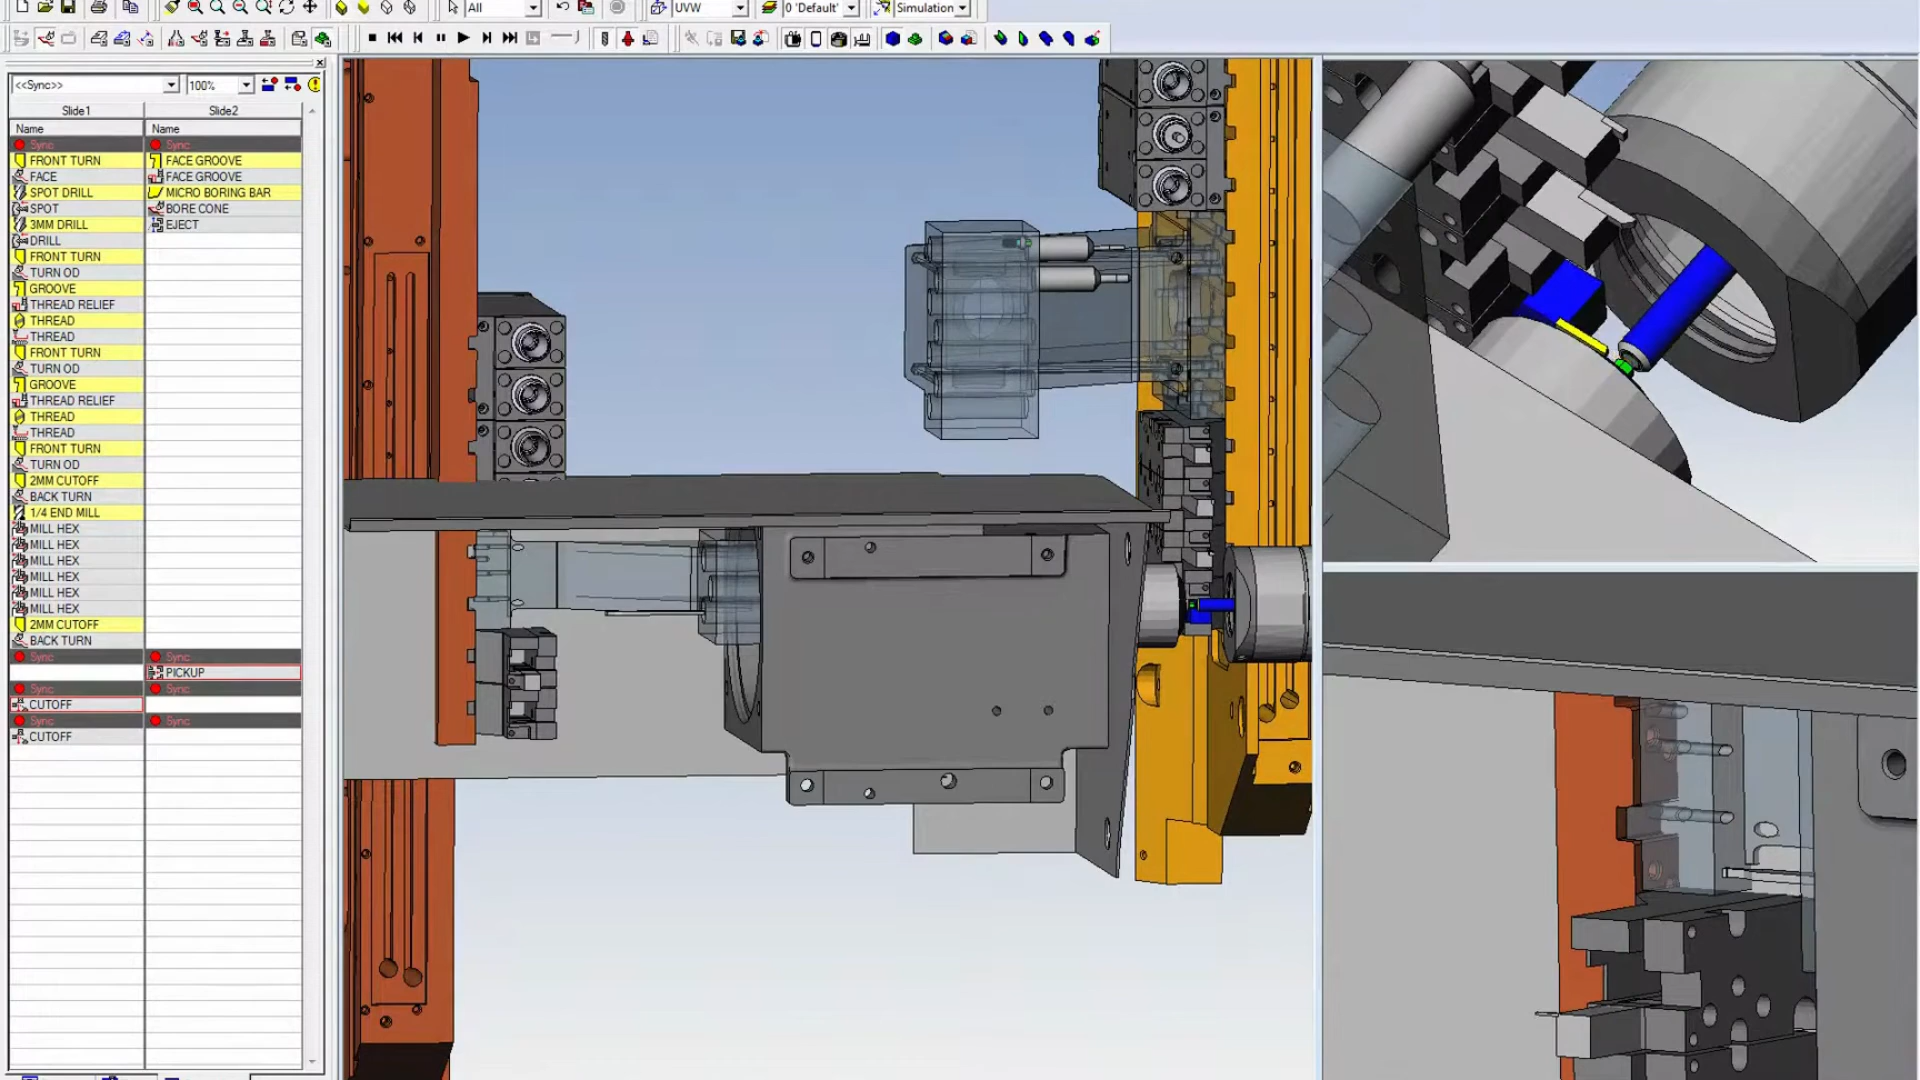 All
UVW
0 'Default'
Simulation
<<Sync>>
100%
Slide1
Slide2
Name
Name
Sync
Sync
FRONT TURN
FACE GROOVE
FACE
FACE GROOVE
SPOT DRILL
MICRO BORING BAR
SPOT
BORE CONE
3MM DRILL
EJECT
DRILL
FRONT TURN
TURN OD
GROOVE
THREAD RELIEF
THREAD
THREAD
FRONT TURN
TURN OD
GROOVE
THREAD RELIEF
THREAD
THREAD
FRONT TURN
TURN OD
2MM CUTOFF
BACK TURN
1/4 END MILL
MILL HEX
MILL HEX
MILL HEX
MILL HEX
MILL HEX
MILL HEX
2MM CUTOFF
BACK TURN
Sync
Sync
PICKUP
Sync
Sync
CUTOFF
Sync
Sync
CUTOFF